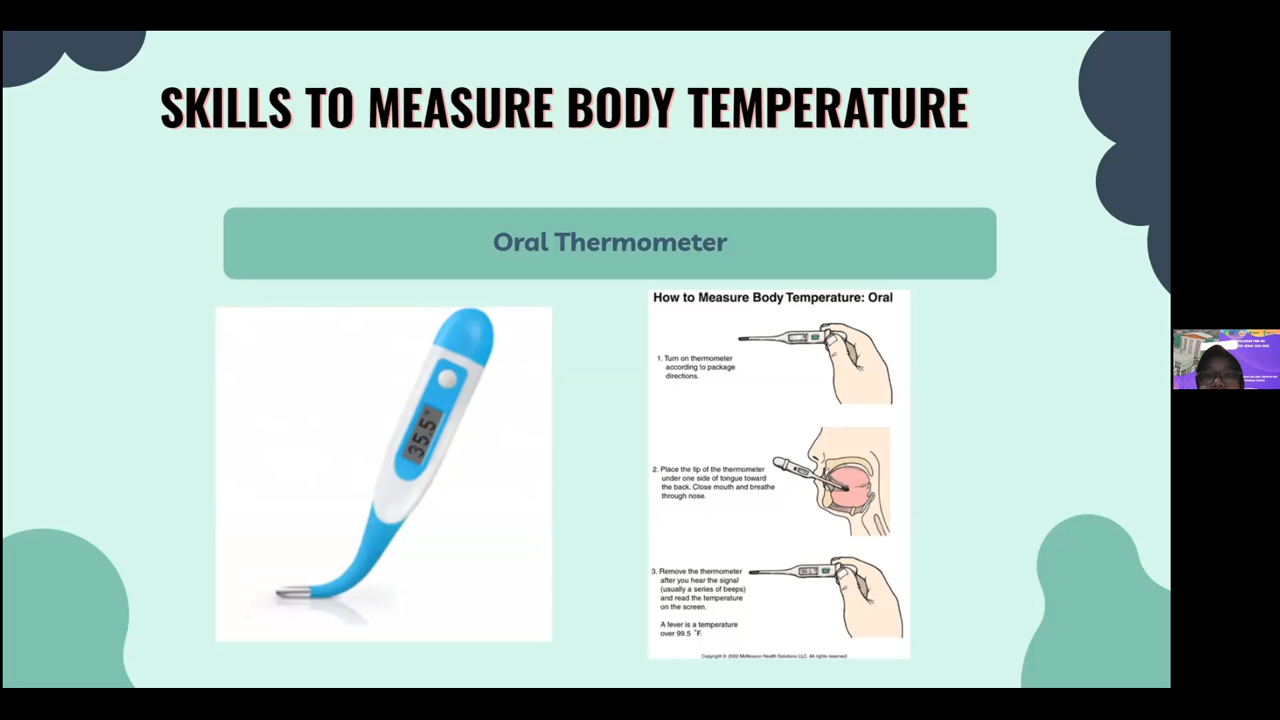 SKILLS TO MEASURE BODY TEMPERATURE
Oral Thermometer
35.5°
How to Measure Body Temperature: Oral
1. Turn on thermometer
according to package
directions.
2. Place the tip of the thermometer
under one side of tongue toward
the back. Close mouth and breathe
through nose.
3. Remove the thermometer
after you hear the signal
(usually a series of beeps)
and read the temperature
on the screen.
A fever is a temperature
over 99.5 ˚F.
Copyright © 2002 McKesson Health Solutions LLC. All rights reserved